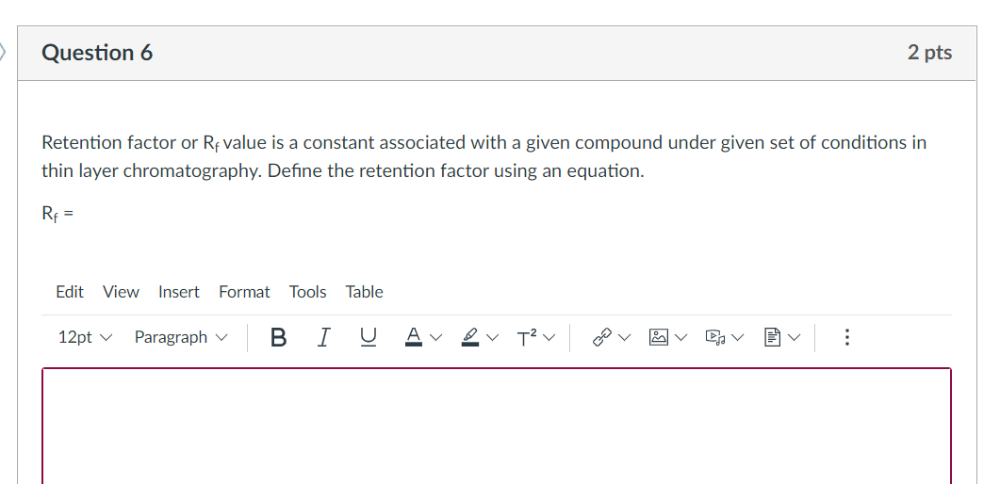 Question 6 2 pts
Retention factor or Rf value is a constant associated with a given compound under given set of conditions in
thin layer chromatography. Define the retention factor using an equation.
Rf =
Edit View Insert Format Tools Table
12pt Paragraph B I U A T²